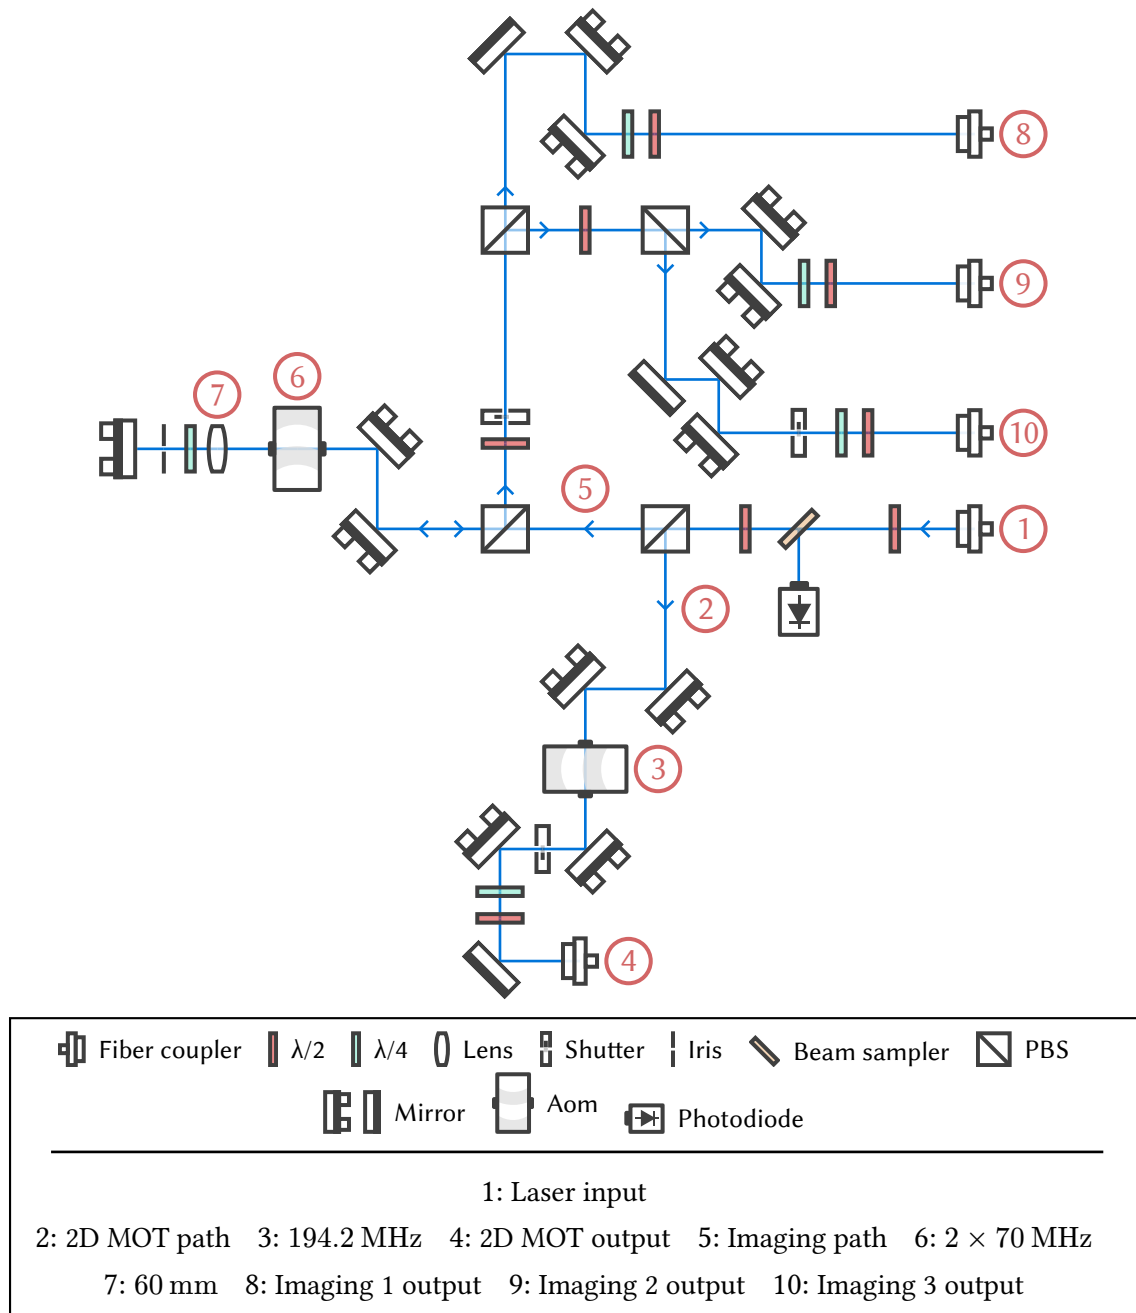 8
9
7
6
10
5
1
2
3
4
Fiber coupler λ/2 λ/4 Lens Shutter Iris Beam sampler PBS
Mirror Aom Photodiode
1: Laser input
2: 2D MOT path 3: 194.2 MHz 4: 2D MOT output 5: Imaging path 6: 2 × 70 MHz
7: 60 mm 8: Imaging 1 output 9: Imaging 2 output 10: Imaging 3 output